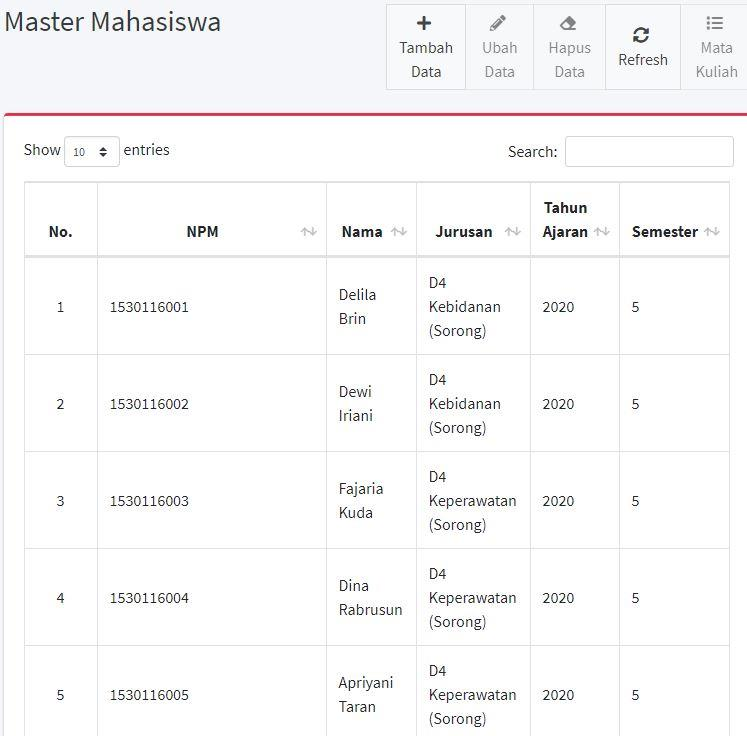 Master Mahasiswa
Tambah
Data
Ubah
Data
Hapus
Data
Refresh
Mata
Kuliah
Show 10 entries
Search:
No. NPM Nama Jurusan Tahun Ajaran Semester
1 1530116001 Delila Brin D4 Kebidanan (Sorong) 2020 5
2 1530116002 Dewi Iriani D4 Kebidanan (Sorong) 2020 5
3 1530116003 Fajaria Kuda D4 Keperawatan (Sorong) 2020 5
4 1530116004 Dina Rabrusun D4 Keperawatan (Sorong) 2020 5
5 1530116005 Apriyani Taran D4 Keperawatan (Sorong) 2020 5